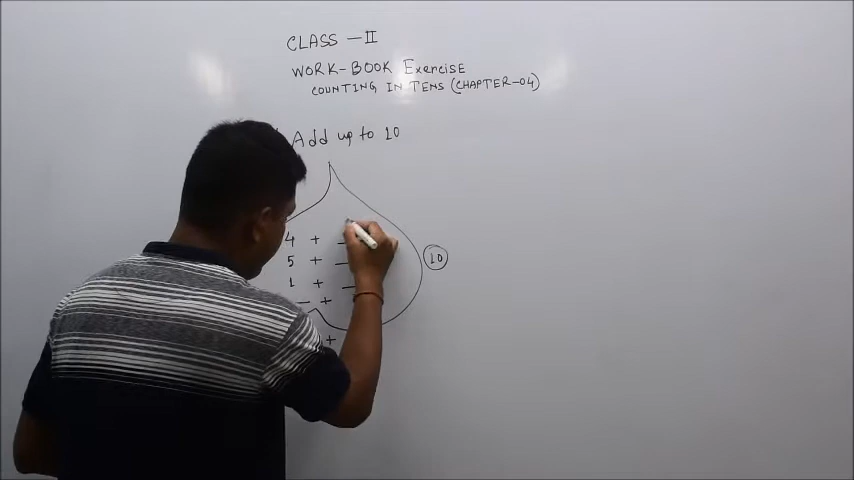 CLASS - II
WORK-BOOK Exercise
COUNTING IN TENS (CHAPTER-04)
Add up to 10
4 + _
5 + _
10
1 + _
_ +
+